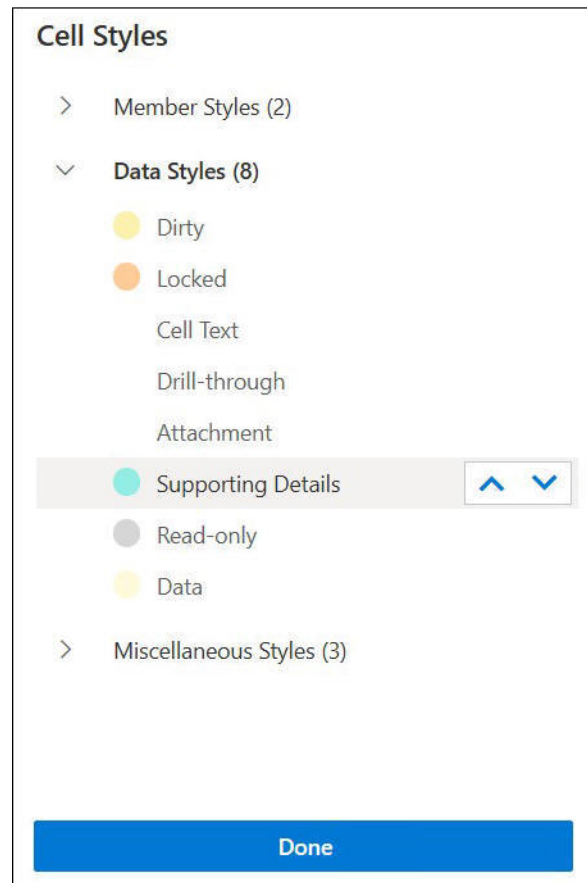 Cell Styles
Member Styles (2)
Data Styles (8)
Dirty
Locked
Cell Text
Drill-through
Attachment
Supporting Details
Read-only
Data
Miscellaneous Styles (3)
Done